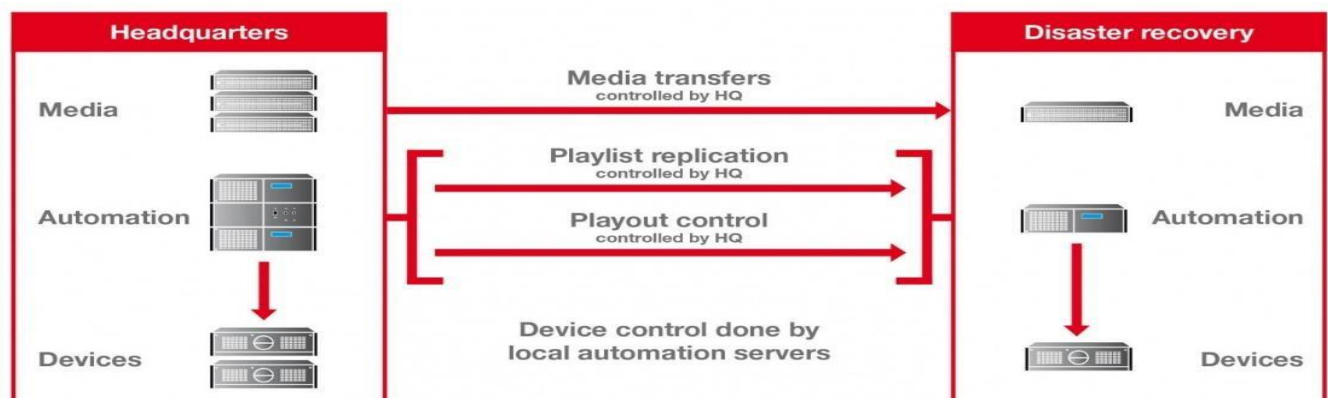 Headquarters
Disaster recovery
Media
Media transfers
controlled by HQ
Media
Playlist replication
controlled by HQ
Automation
Playout control
controlled by HQ
Automation
Device control done by
local automation servers
Devices
Devices